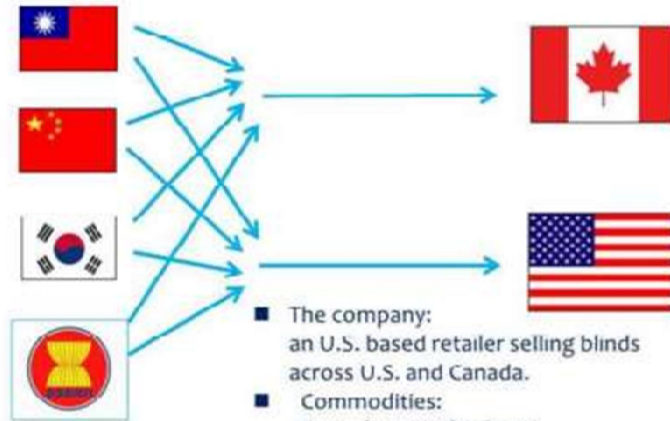 ■ The company:
an U.S. based retailer selling blinds
across U.S. and Canada.
■ Commodities: